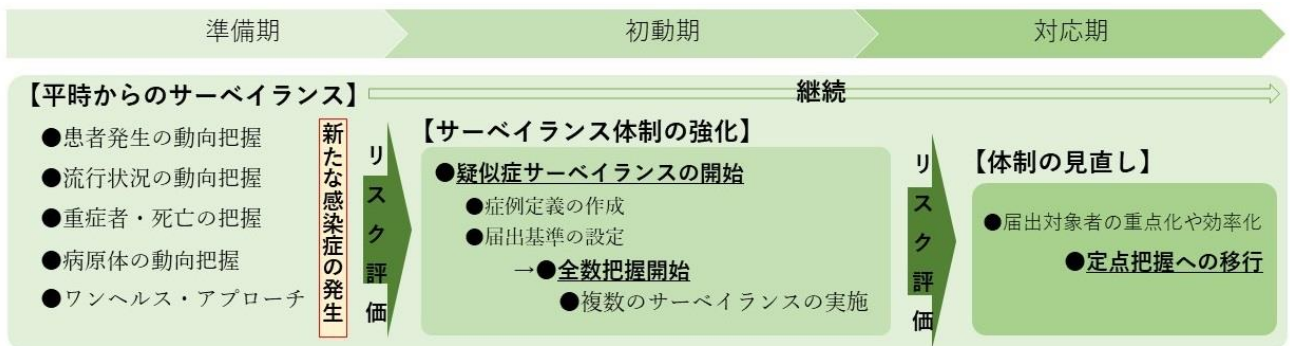 準備期
初動期
対応期
【平時からのサーベイランス】
継続
●患者発生の動向把握
●流行状況の動向把握
●重症者・死亡の把握
●病原体の動向把握
●ワンヘルス・アプローチ
新たな感染症の発生
リスク評価
【サーベイランス体制の強化】
●疑似症サーベイランスの開始
●症例定義の作成
●届出基準の設定
→●全数把握開始
●複数のサーベイランスの実施
リスク評価
【体制の見直し】
●届出対象者の重点化や効率化
●定点把握への移行